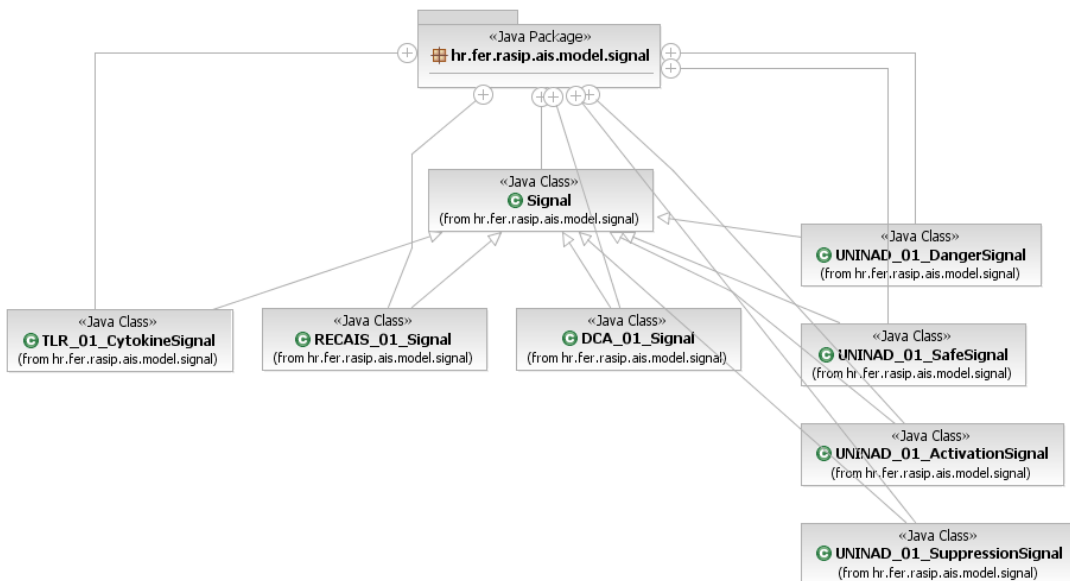 «Java Package»
hr.fer.rasip.ais.model.signal
«Java Class»
Signal
(from hr.fer.rasip.ais.model.signal)
«Java Class»
UNINAD_01_DangerSignal
(from hr.fer.rasip.ais.model.signal)
«Java Class»
TLR_01_CytokineSignal
(from hr.fer.rasip.ais.model.signal)
«Java Class»
RECAIS_01_Signal
(from hr.fer.rasip.ais.model.signal)
«Java Class»
DCA_01_Signal
(from hr.fer.rasip.ais.model.signal)
«Java Class»
UNINAD_01_SafeSignal
(from hr.fer.rasip.ais.model.signal)
«Java Class»
UNINAD_01_ActivationSignal
(from hr.fer.rasip.ais.model.signal)
«Java Class»
UNINAD_01_SuppressionSignal
(from hr.fer.rasip.ais.model.signal)